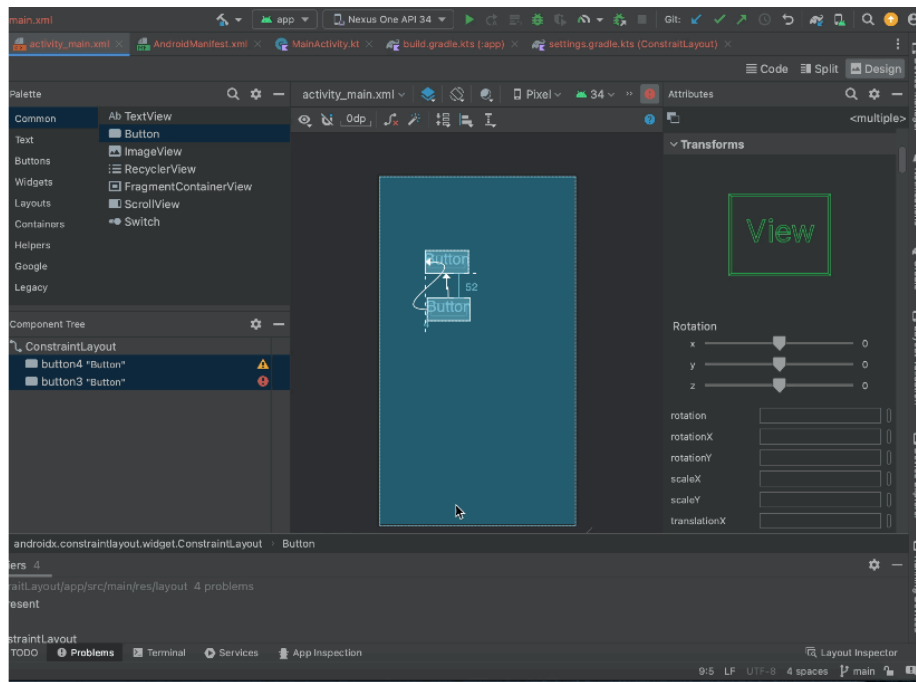 main.xml app Nexus One API 34 Git:
activity_main.xml AndroidManifest.xml MainActivity.kt build.gradle.kts (:app) settings.gradle.kts (ConstraitLayout)
Code Split Design
Palette activity_main.xml Pixel 34 Attributes
Common Ab TextView 0dp <multiple>
Text Button
Buttons ImageView
Widgets RecyclerView
Layouts FragmentContainerView
Containers ScrollView
Helpers Switch
Google
Legacy
Transforms
View
Button
52
Button
Component Tree
ConstraintLayout
button4 "Button"
button3 "Button"
Rotation
x 0
y 0
z 0
rotation
rotationX
rotationY
scaleX
scaleY
translationX
androidx.constraintlayout.widget.ConstraintLayout Button
iers 4
raitLayout/app/src/main/res/layout 4 problems
resent
straintLayout
TODO Problems Terminal Services App Inspection Layout Inspector
9:5 LF UTF-8 4 spaces main